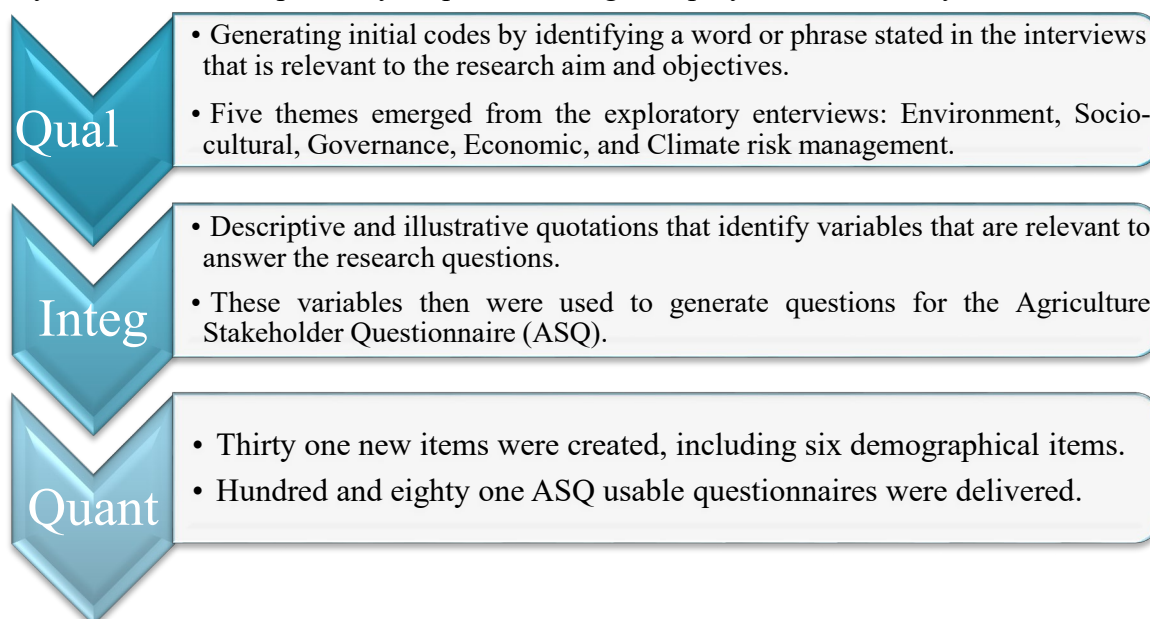 Qual
• Generating initial codes by identifying a word or phrase stated in the interviews
that is relevant to the research aim and objectives.
• Five themes emerged from the exploratory enterviews: Environment, Socio-
cultural, Governance, Economic, and Climate risk management.
Integ
• Descriptive and illustrative quotations that identify variables that are relevant to
answer the research questions.
• These variables then were used to generate questions for the Agriculture
Stakeholder Questionnaire (ASQ).
Quant
• Thirty one new items were created, including six demographical items.
• Hundred and eighty one ASQ usable questionnaires were delivered.